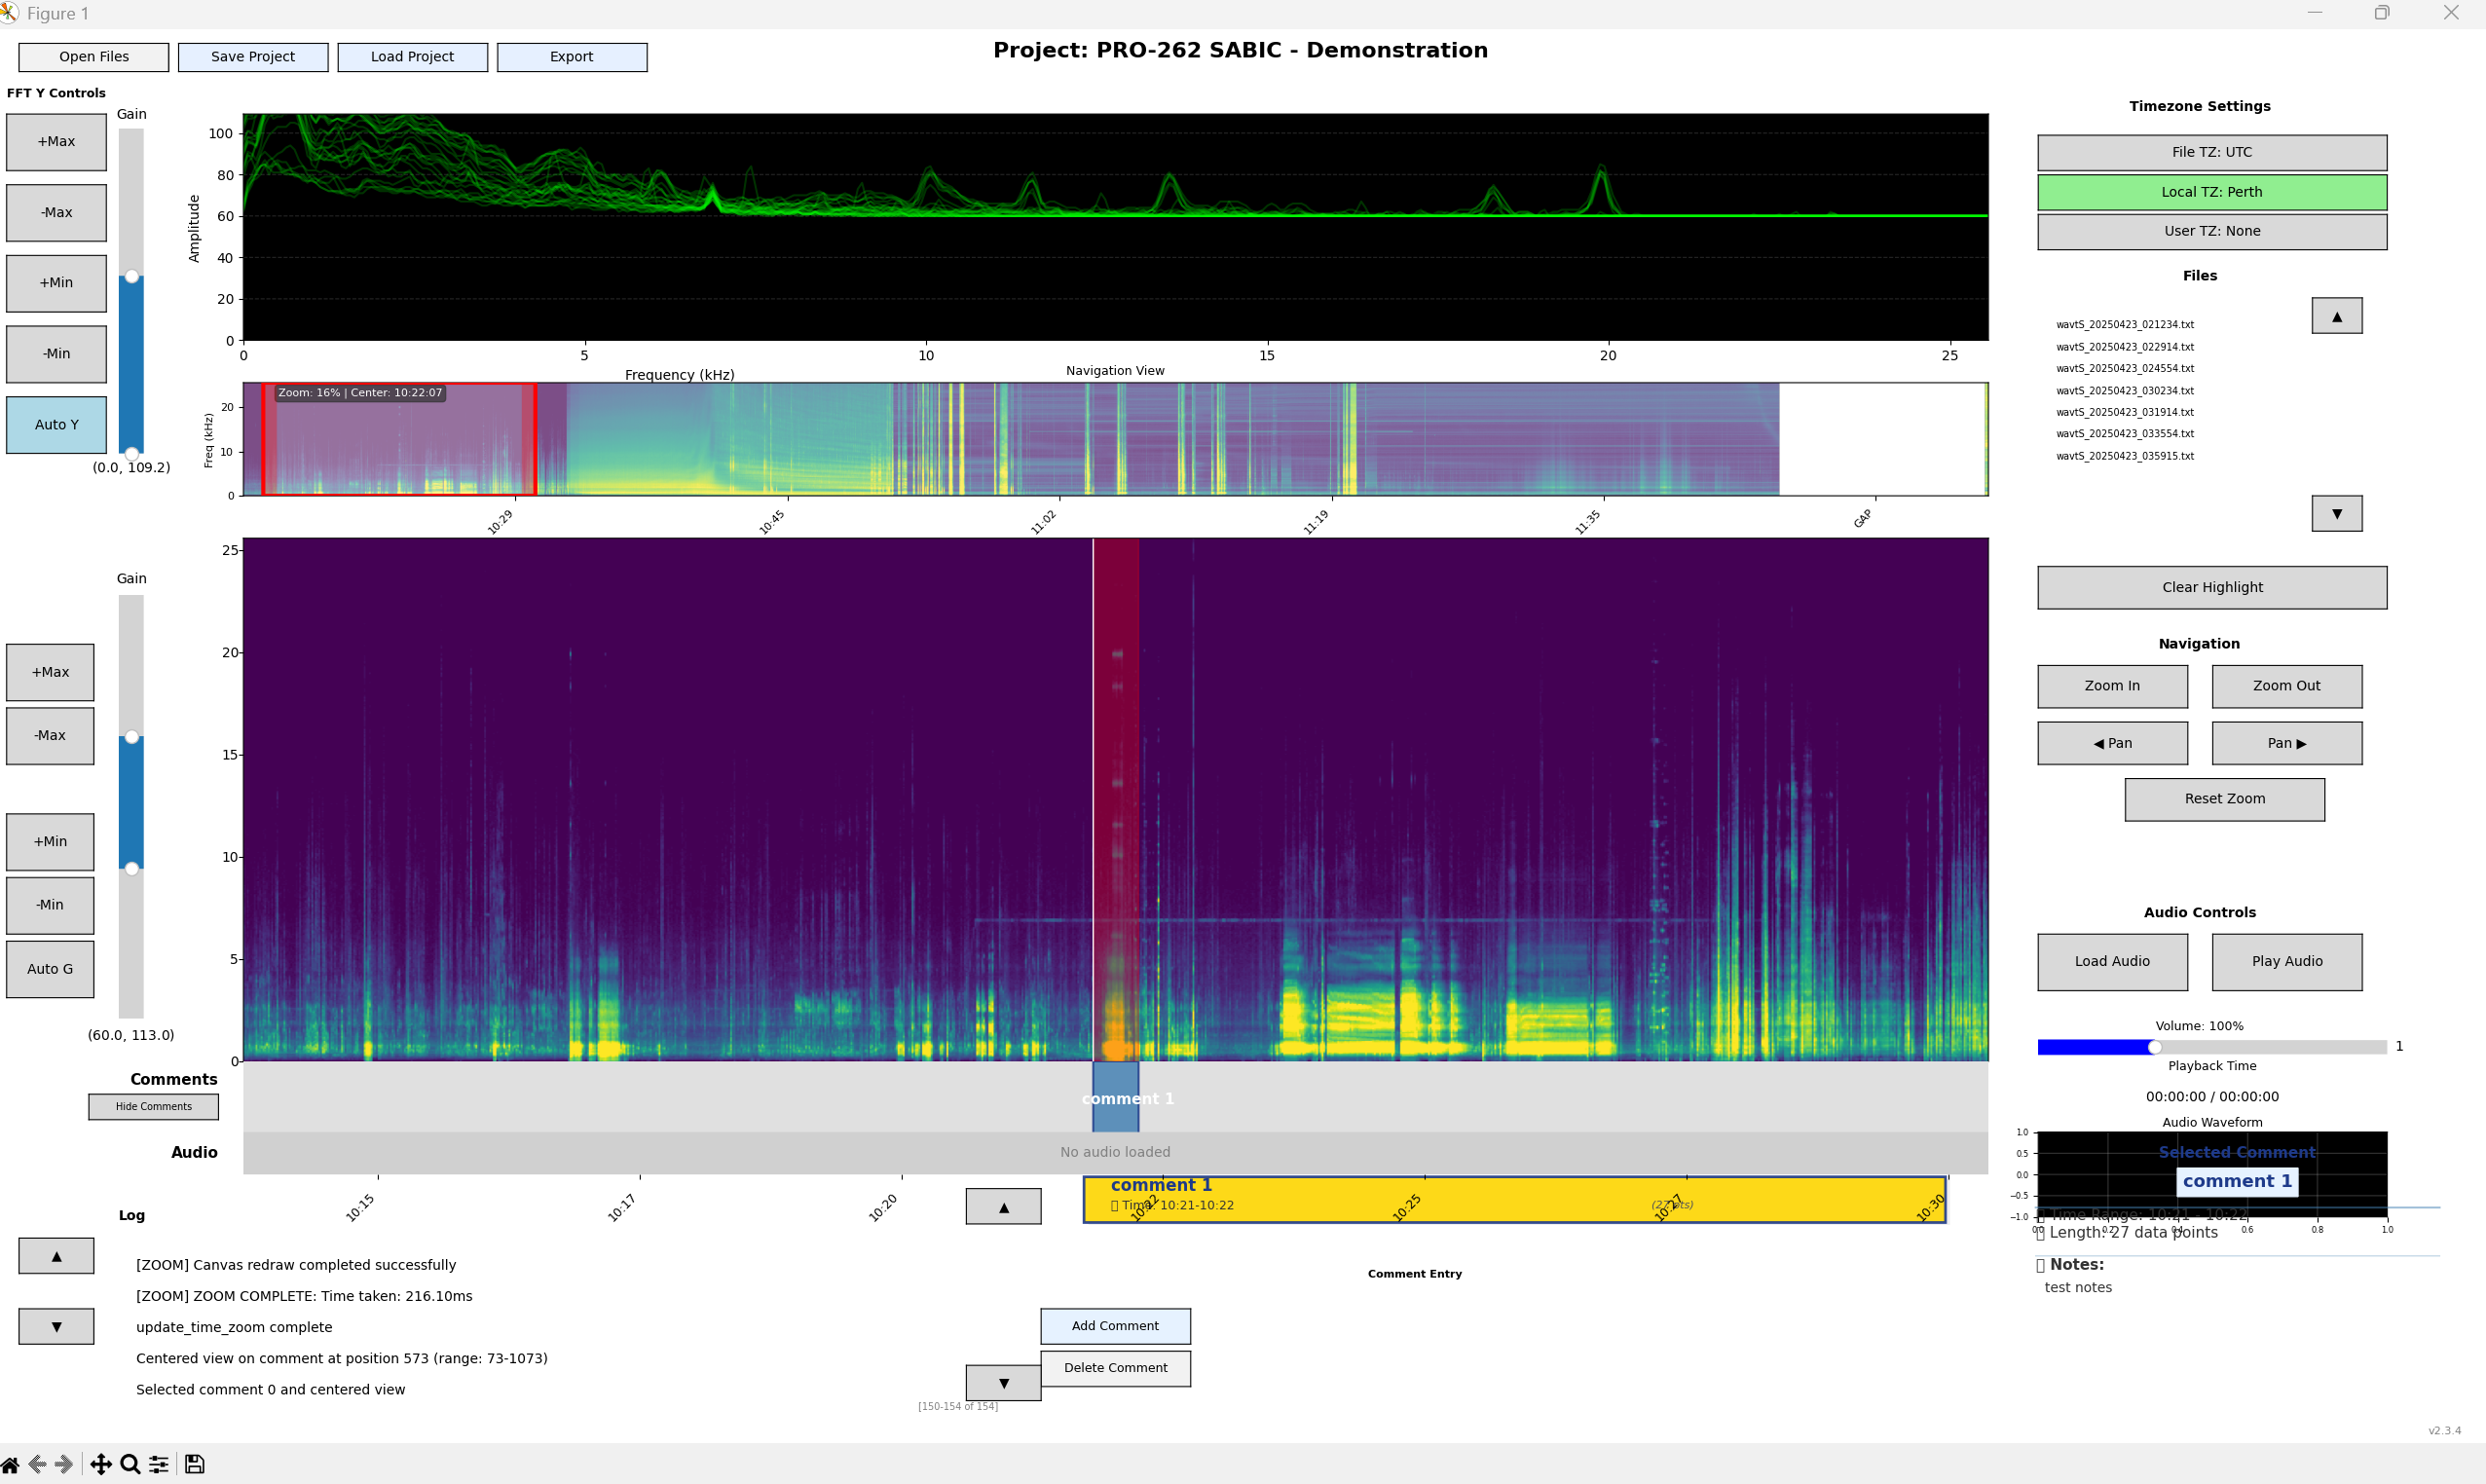 Figure 1
Open Files
Save Project
Load Project
Export
Project: PRO-262 SABIC - Demonstration
FFT Y Controls
Gain
+Max
-Max
+Min
-Min
Auto Y
(0.0, 109.2)
Amplitude
100
80
60
40
20
0
0
5
10
15
20
25
Frequency (kHz)
Navigation View
Zoom: 16% | Center: 10:22:07
Freq (kHz)
20
10
0
10:29
10:45
11:02
11:19
11:35
GAP
Gain
+Max
-Max
+Min
-Min
Auto G
(60.0, 113.0)
25
20
15
10
5
0
Comments
Hide Comments
comment 1
Audio
No audio loaded
10:15
10:17
10:20
10:22
10:25
10:27
10:30
comment 1
Time: 10:21-10:22
(27 pts)
Log
▲
▼
[ZOOM] Canvas redraw completed successfully
[ZOOM] ZOOM COMPLETE: Time taken: 216.10ms
update_time_zoom complete
Centered view on comment at position 573 (range: 73-1073)
Selected comment 0 and centered view
▲
▼
[150-154 of 154]
Comment Entry
Add Comment
Delete Comment
Timezone Settings
File TZ: UTC
Local TZ: Perth
User TZ: None
Files
▲
wavtS_20250423_021234.txt
wavtS_20250423_022914.txt
wavtS_20250423_024554.txt
wavtS_20250423_030234.txt
wavtS_20250423_031914.txt
wavtS_20250423_033554.txt
wavtS_20250423_035915.txt
▼
Clear Highlight
Navigation
Zoom In
Zoom Out
◀ Pan
Pan ▶
Reset Zoom
Audio Controls
Load Audio
Play Audio
Volume: 100%
1
Playback Time
00:00:00 / 00:00:00
Audio Waveform
1.0
0.5
0.0
−0.5
−1.0
0.0
0.2
0.4
0.6
0.8
1.0
Selected Comment
comment 1
Time Range: 10:21 - 10:22
Length: 27 data points
Notes:
test notes
v2.3.4